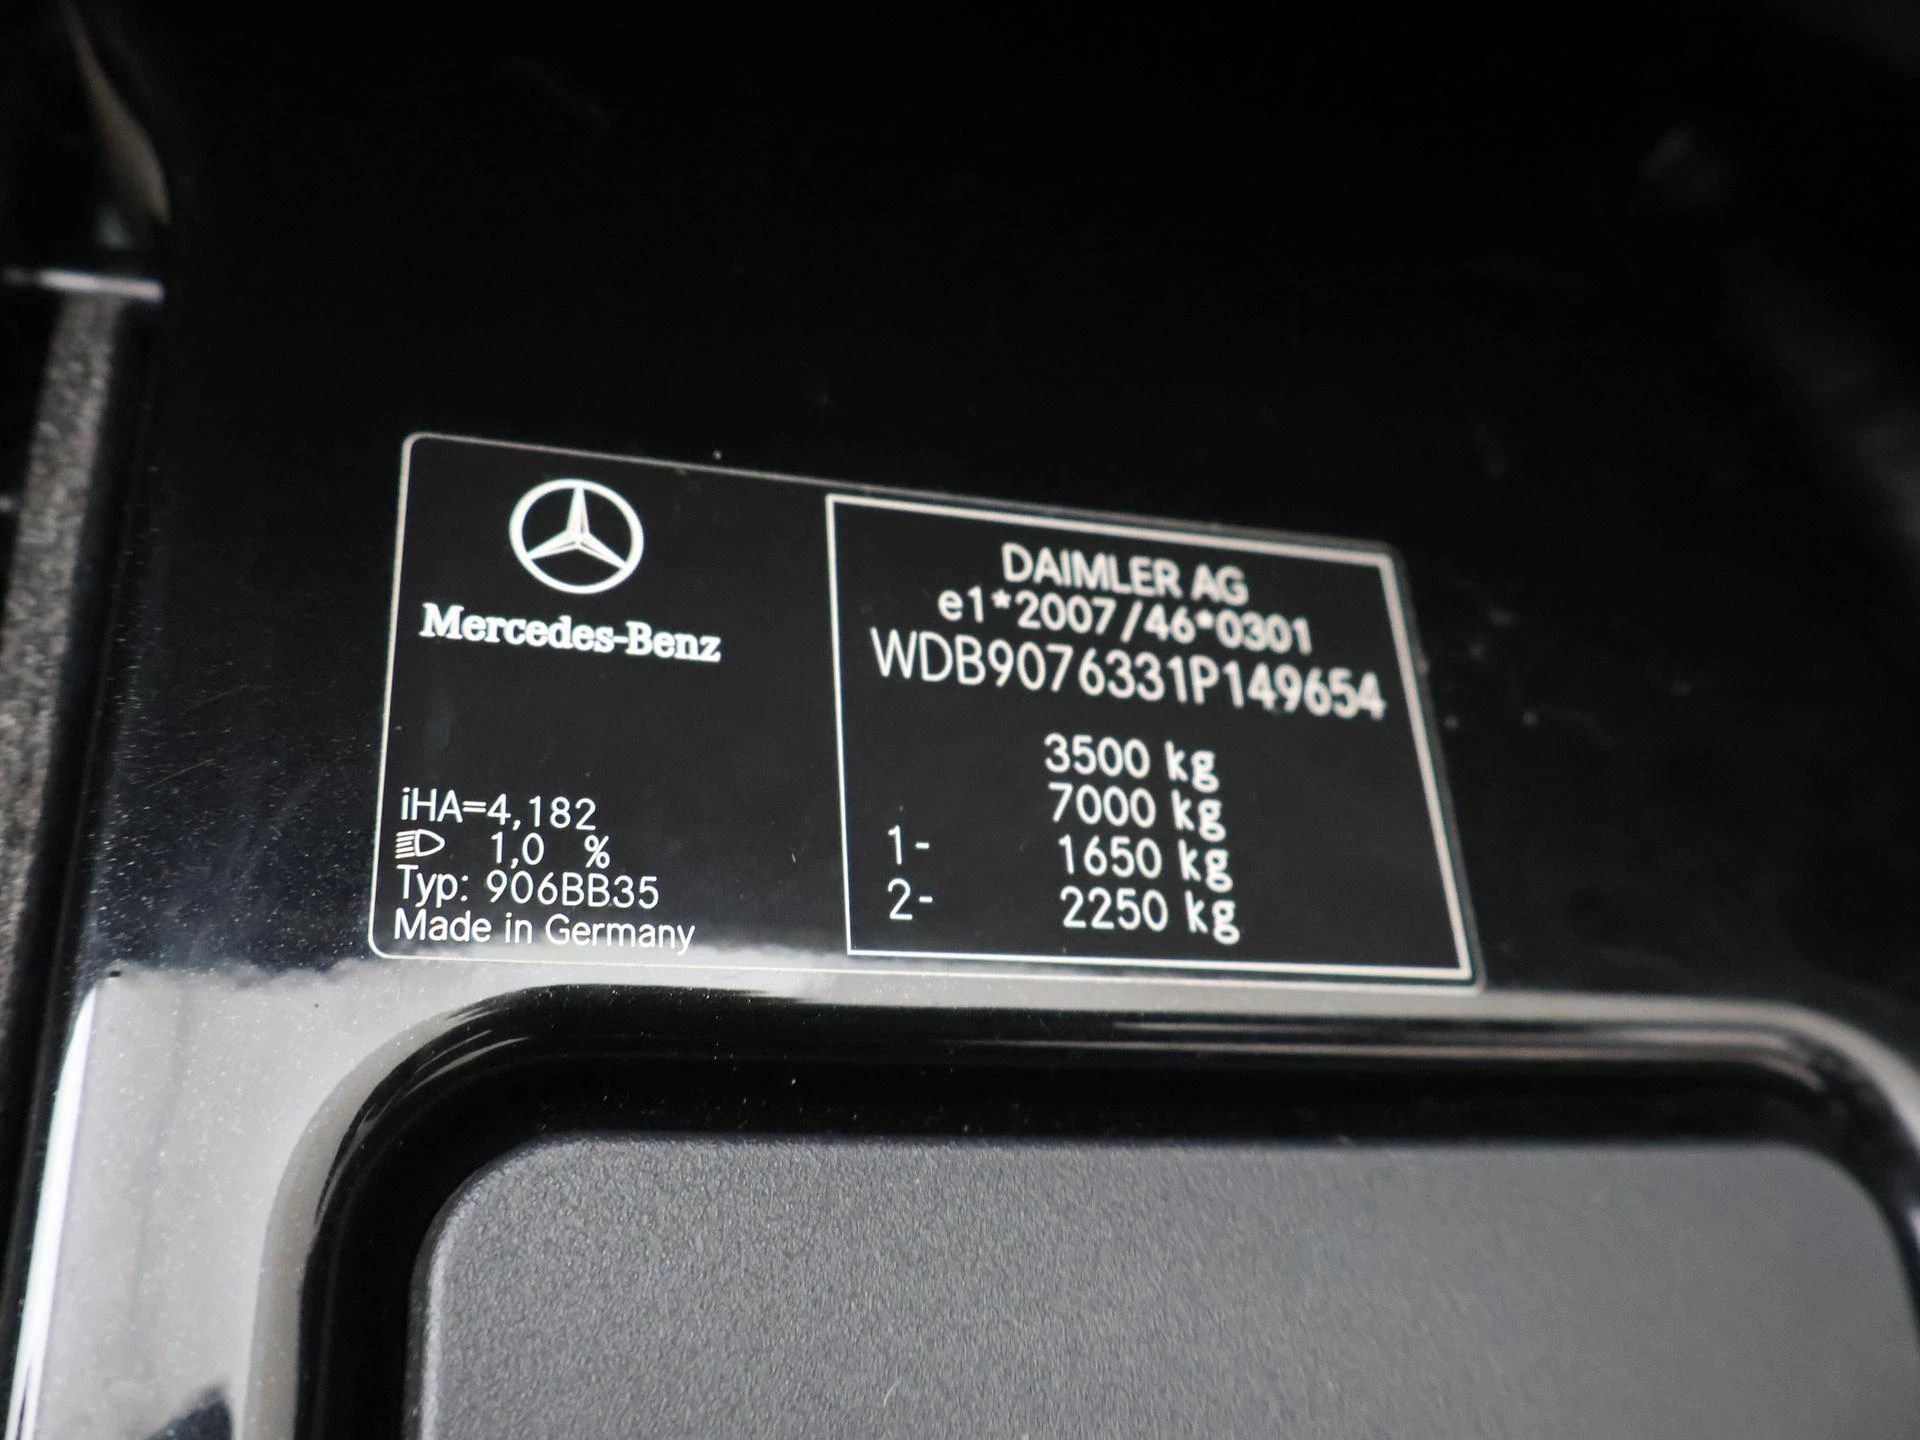 Mercedes-Benz
iHA=4,182
1,0 %
Typ: 906BB35
Made in Germany
DAIMLER AG
e1*2007/46*0301
WDB9076331P149654
3500 kg
7000 kg
1- 1650 kg
2- 2250 kg